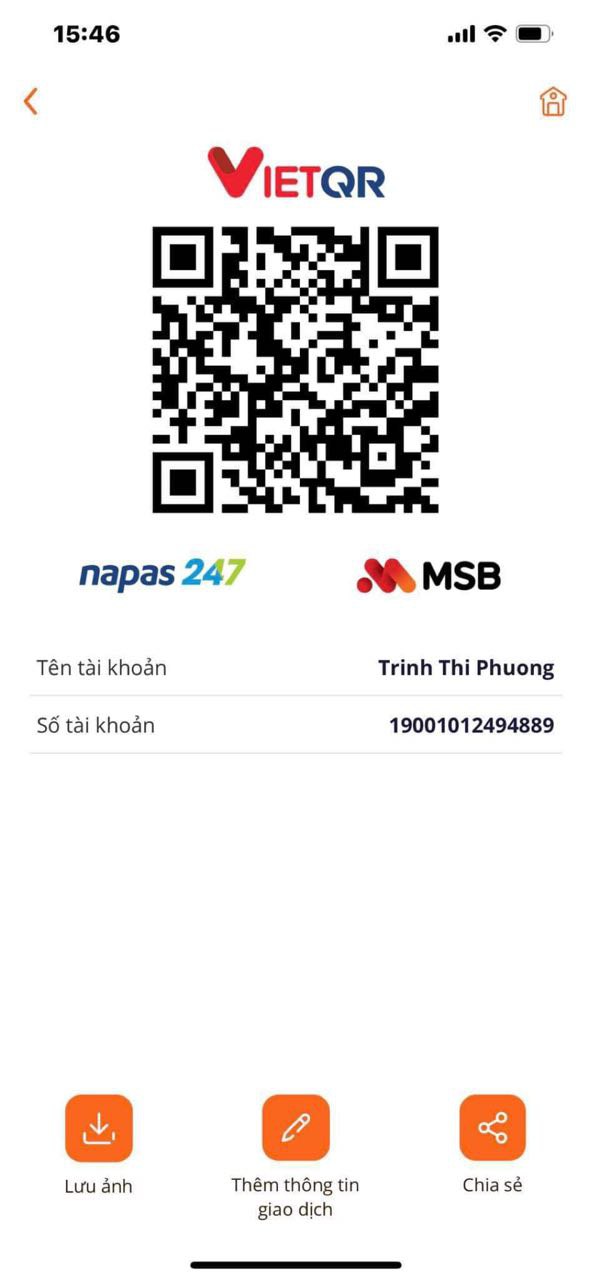 15:46
VIETQR
napas 247
MSB
Tên tài khoản Trinh Thi Phuong
Số tài khoản 19001012494889
Lưu ảnh
Thêm thông tin
giao dịch
Chia sẻ